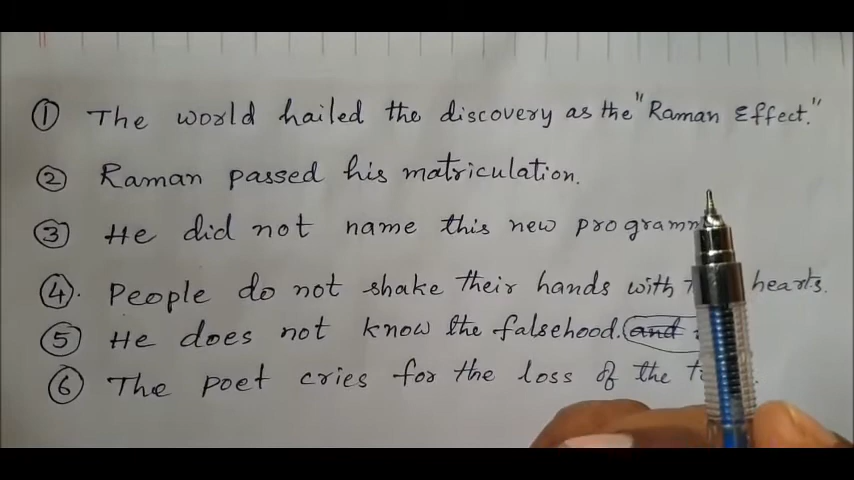 ① The world hailed the discovery as the "Raman Effect."
② Raman passed his matriculation.
③ He did not name this new
④. People do not shake their hands with hearts.
⑤ He does not know the falsehood. and
⑥ The poet cries for the loss of the